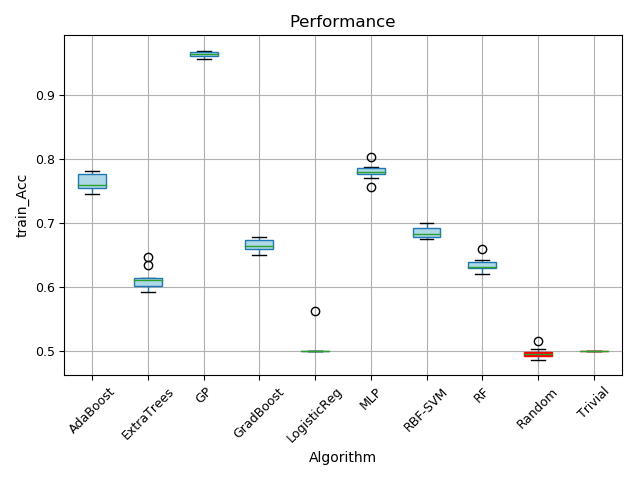 Performance
train_Acc
0.9
0.8
0.7
0.6
0.5
AdaBoost
ExtraTrees
GP
GradBoost
LogisticReg
MLP
RBF-SVM
RF
Random
Trivial
Algorithm